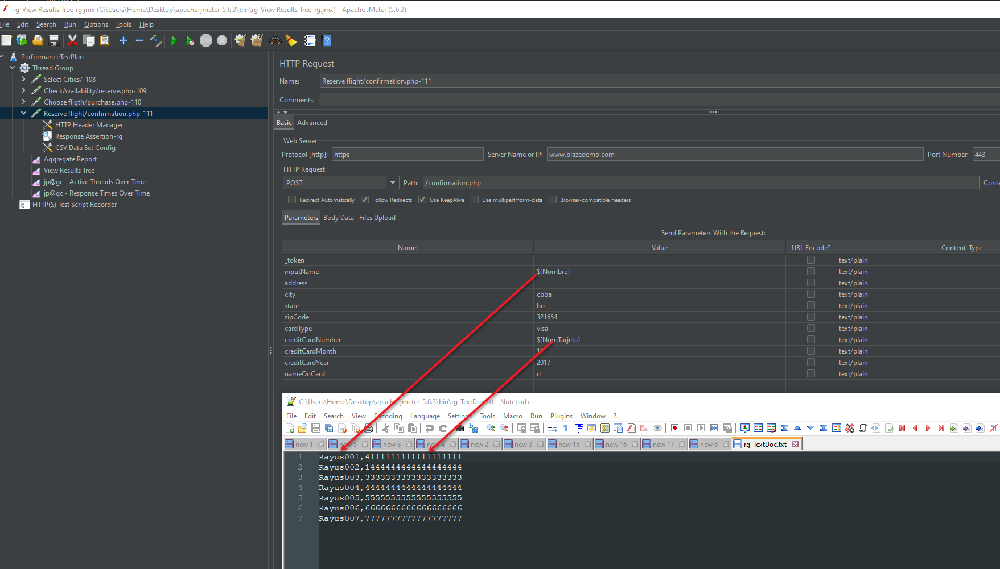 rg-View Results Tree-rg.jmx (C:\Users\Home\Desktop\apache-jmeter-5.6.3\bin\rg-View Results Tree-rg.jmx) - Apache JMeter (5.6.3)
File Edit Search Run Options Tools Help
PerformanceTestPlan
Thread Group
Select Cities/-108
CheckAvailability/reserve.php-109
Choose fligth/purchase.php-110
Reserve flight/confirmation.php-111
HTTP Header Manager
Response Assertion-rg
CSV Data Set Config
Aggregate Report
View Results Tree
jp@gc - Active Threads Over Time
jp@gc - Response Times Over Time
HTTP(S) Test Script Recorder
HTTP Request
Name: Reserve flight/confirmation.php-111
Comments:
Basic Advanced
Web Server
Protocol [http]: https Server Name or IP: www.blazedemo.com Port Number: 443
HTTP Request
POST Path: /confirmation.php Conte
Redirect Automatically Follow Redirects Use KeepAlive Use multipart/form-data Browser-compatible headers
Parameters Body Data Files Upload
Send Parameters With the Request:
Name: Value URL Encode? Content-Type
_token text/plain
inputName ${Nombre} text/plain
address text/plain
city cbba text/plain
state bo text/plain
zipCode 321654 text/plain
cardType visa text/plain
creditCardNumber ${NumTarjeta} text/plain
creditCardMonth 11 text/plain
creditCardYear 2017 text/plain
nameOnCard rt text/plain
C:\Users\Home\Desktop\apache-jmeter-5.6.3\bin\rg-TextDoc.txt - Notepad++
File Edit Search View Encoding Language Settings Tools Macro Run Plugins Window ?
new 1 new 5 new 8 new 4 new 2 new 3 new 15 new 16 new 17 new 6 rg-TextDoc.txt
1 Rayus001,4111111111111111111
2 Rayus002,1444444444444444444
3 Rayus003,3333333333333333333
4 Rayus004,4444444444444444444
5 Rayus005,5555555555555555555
6 Rayus006,6666666666666666666
7 Rayus007,7777777777777777777